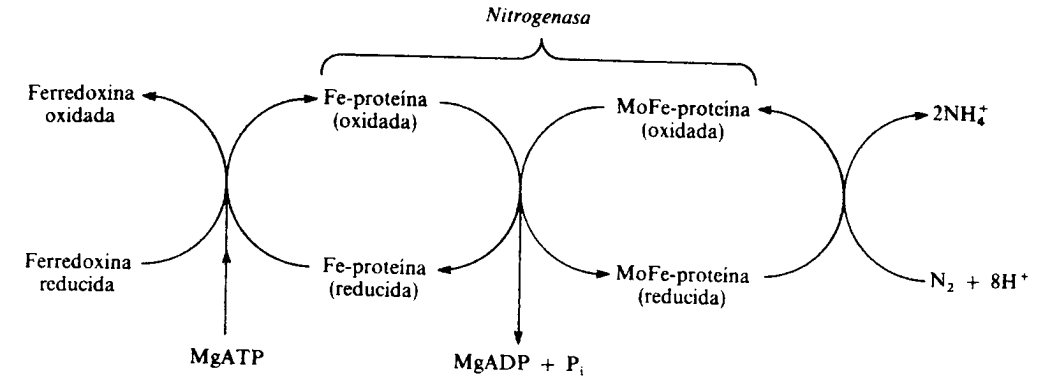 Nitrogenasa
Ferredoxina
oxidada
Fe-proteína
(oxidada)
MoFe-proteína
(oxidada)
2NH₄⁺
Ferredoxina
reducida
Fe-proteína
(reducida)
MoFe-proteína
(reducida)
N₂ + 8H⁺
MgATP
MgADP + Pᵢ